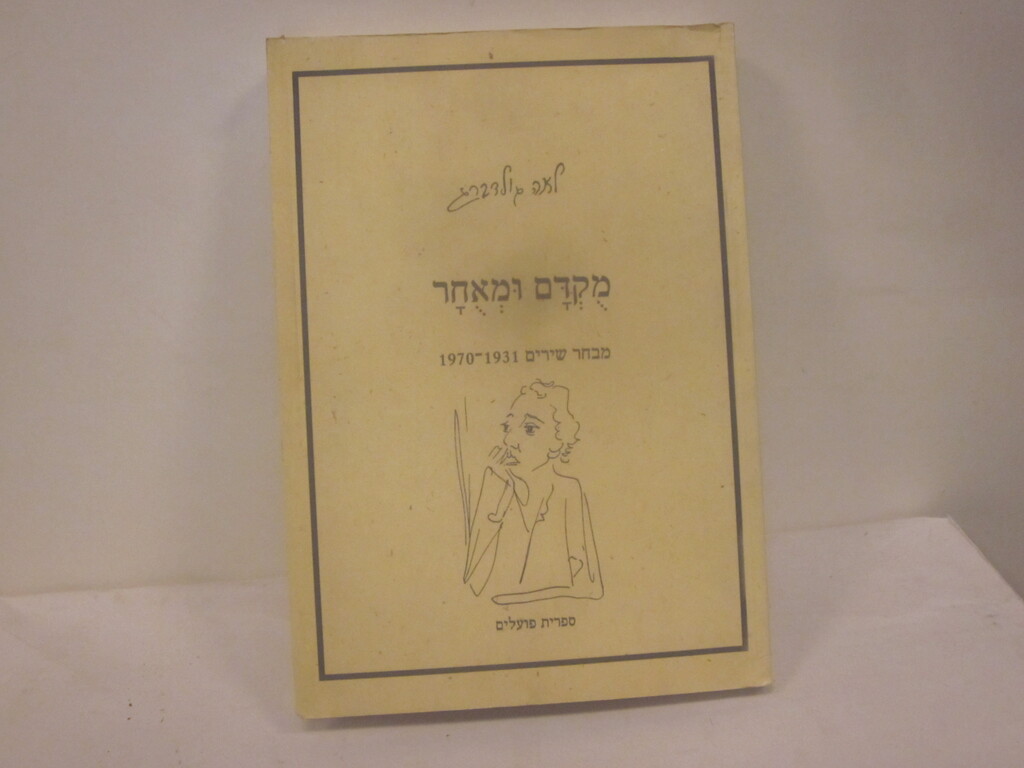 לאה גולדברג
מֻקְדָּם וּמְאֻחָר
מבחר שירים 1931־1970
ספרית פועלים